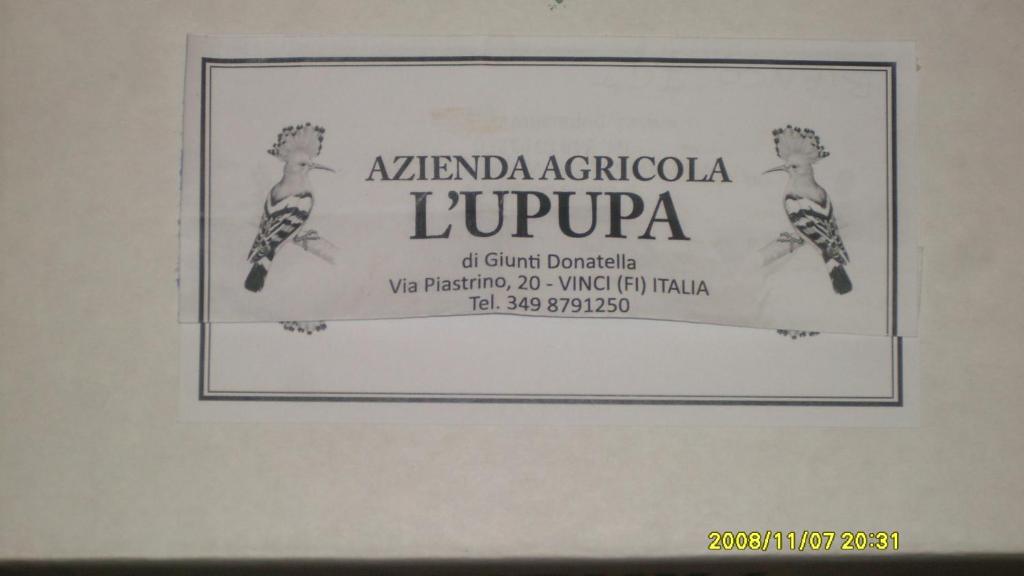 AZIENDA AGRICOLA
L'UPUPA
di Giunti Donatella
Via Piastrino, 20 - VINCI (FI) ITALIA
Tel. 349 8791250
2008/11/07 20:31